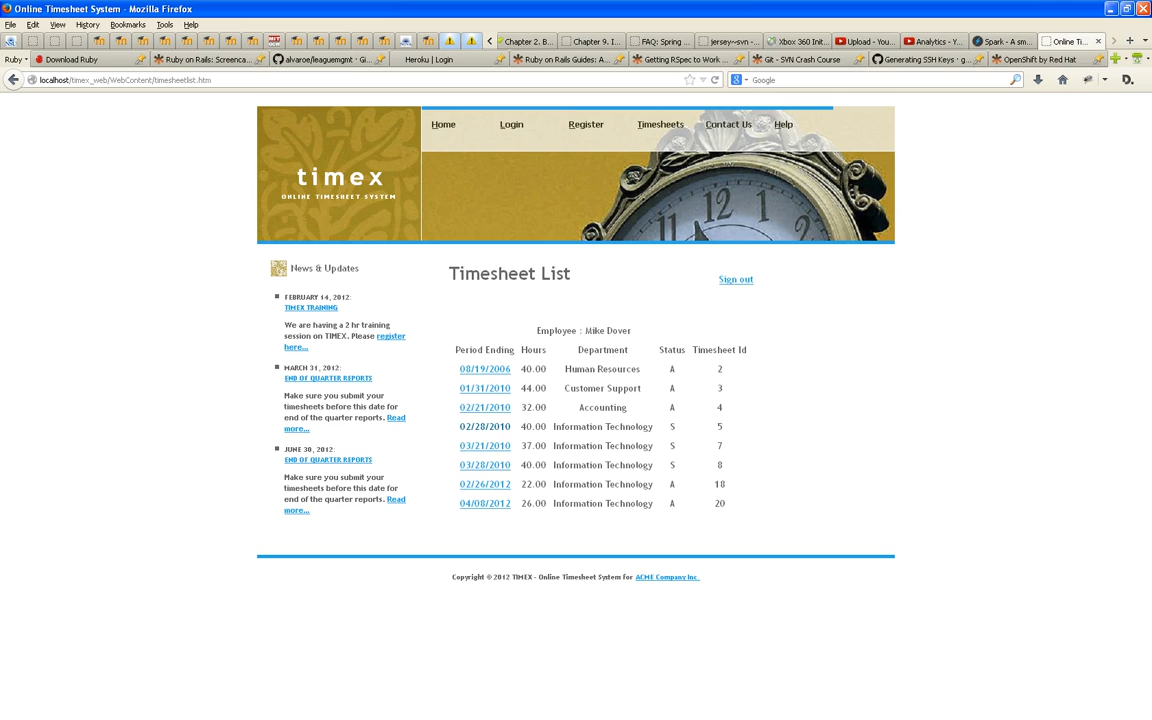 Online Timesheet System - Mozilla Firefox
File Edit View History Bookmarks Tools Help
Chapter 2. B... Chapter 9. I... FAQ: Spring ... jersey~svn -... Xbox 360 Init... Upload - You... Analytics - Y... Spark - A sm... Online Ti...
Ruby Download Ruby Ruby on Rails: Screenca... alvaroe/leaguemgmt · Gi... Heroku | Login Ruby on Rails Guides: A... Getting RSpec to Work ... Git - SVN Crash Course Generating SSH Keys · g... OpenShift by Red Hat
localhost/timex_web/WebContent/timesheetlist.htm Google D.
Home Login Register Timesheets Contact Us Help
timex
ONLINE TIMESHEET SYSTEM
12 1
News & Updates
FEBRUARY 14, 2012:
TIMEX TRAINING
We are having a 2 hr training
session on TIMEX. Please register
here...
MARCH 31, 2012:
END OF QUARTER REPORTS
Make sure you submit your
timesheets before this date for
end of the quarter reports. Read
more...
JUNE 30, 2012:
END OF QUARTER REPORTS
Make sure you submit your
timesheets before this date for
end of the quarter reports. Read
more...
Timesheet List
Sign out
Employee : Mike Dover
Period Ending Hours Department Status Timesheet Id
08/19/2006 40.00 Human Resources A 2
01/31/2010 44.00 Customer Support A 3
02/21/2010 32.00 Accounting A 4
02/28/2010 40.00 Information Technology S 5
03/21/2010 37.00 Information Technology S 7
03/28/2010 40.00 Information Technology S 8
02/26/2012 22.00 Information Technology A 18
04/08/2012 26.00 Information Technology A 20
Copyright © 2012 TIMEX - Online Timesheet System for ACME Company Inc.